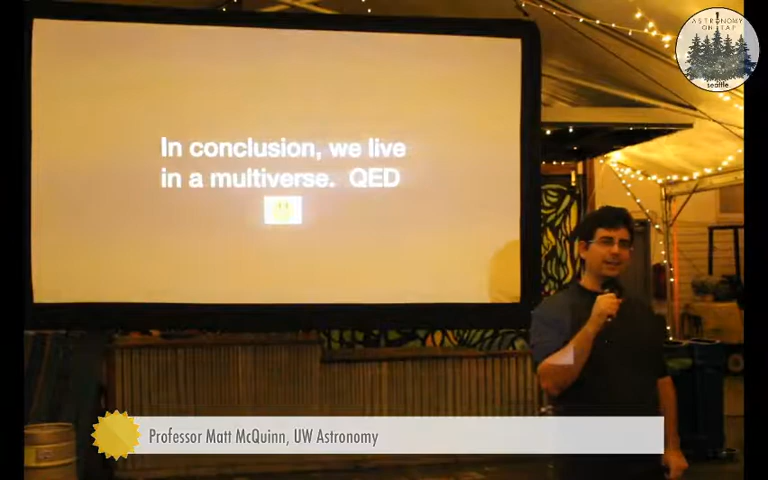 ASTRONOMY
ON TAP
seattle
In conclusion, we live
in a multiverse. QED
Professor Matt McQuinn, UW Astronomy